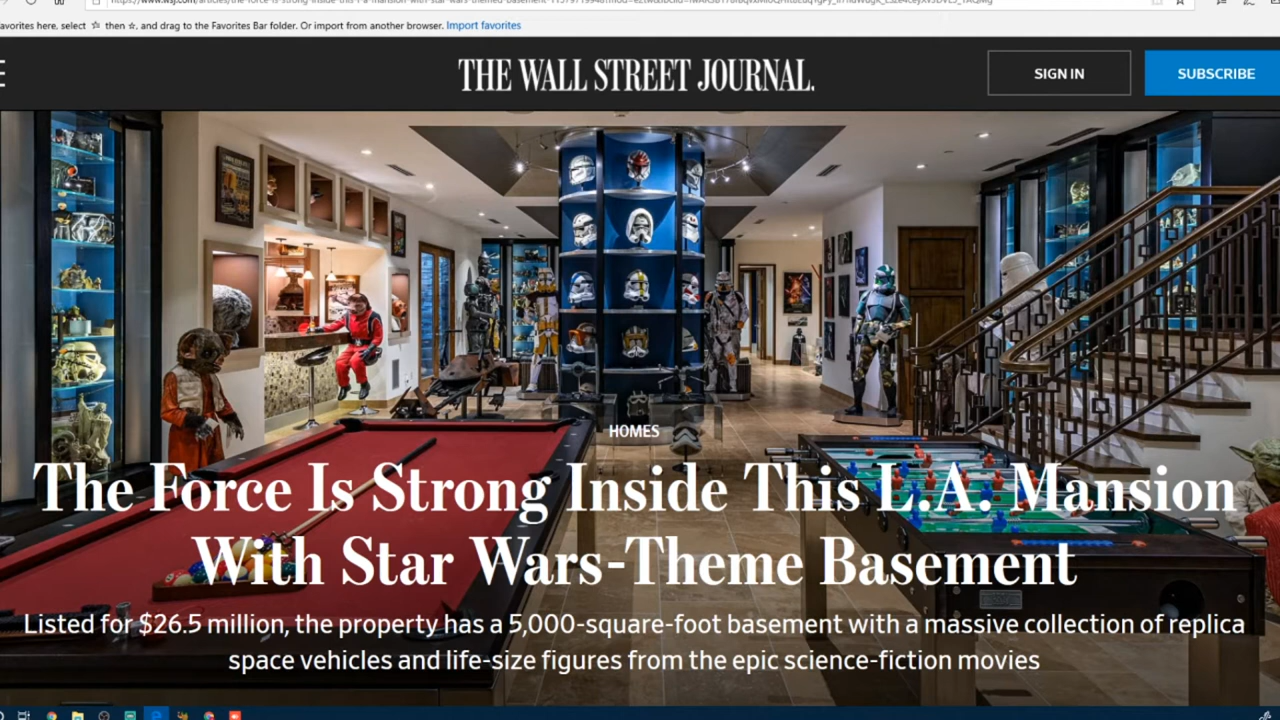 avorites here, select ☆ then ☆, and drag to the Favorites Bar folder. Or import from another browser. Import favorites
THE WALL STREET JOURNAL.
SIGN IN
SUBSCRIBE
HOMES
The Force Is Strong Inside This L.A. Mansion
With Star Wars-Theme Basement
Listed for $26.5 million, the property has a 5,000-square-foot basement with a massive collection of replica
space vehicles and life-size figures from the epic science-fiction movies